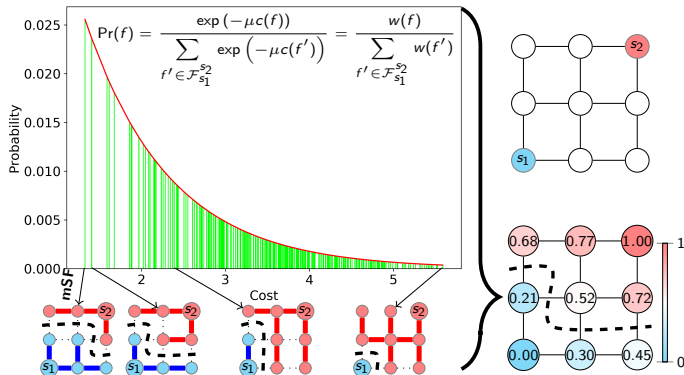 0.025
0.020
0.015
0.010
0.005
0.000
Probability
Pr(f) = exp (−μc(f)) / ∑_{f′∈𝓕_{s₁}^{s₂}} exp (−μc(f′)) = w(f) / ∑_{f′∈𝓕_{s₁}^{s₂}} w(f′)
2
3
4
5
Cost
mSF
s₂
s₁
s₂
s₁
s₂
s₁
s₂
s₁
s₂
s₁
0.68
0.77
1.00
0.21
0.52
0.72
0.00
0.30
0.45
1
0